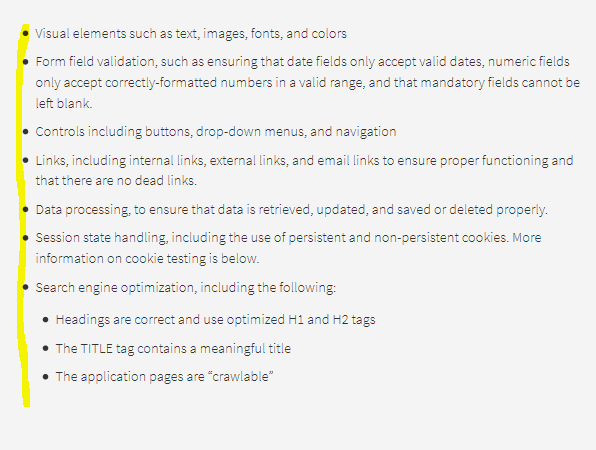 • Visual elements such as text, images, fonts, and colors
• Form field validation, such as ensuring that date fields only accept valid dates, numeric fields
only accept correctly-formatted numbers in a valid range, and that mandatory fields cannot be
left blank.
• Controls including buttons, drop-down menus, and navigation
• Links, including internal links, external links, and email links to ensure proper functioning and
that there are no dead links.
• Data processing, to ensure that data is retrieved, updated, and saved or deleted properly.
• Session state handling, including the use of persistent and non-persistent cookies. More
information on cookie testing is below.
• Search engine optimization, including the following:
• Headings are correct and use optimized H1 and H2 tags
• The TITLE tag contains a meaningful title
• The application pages are “crawlable”